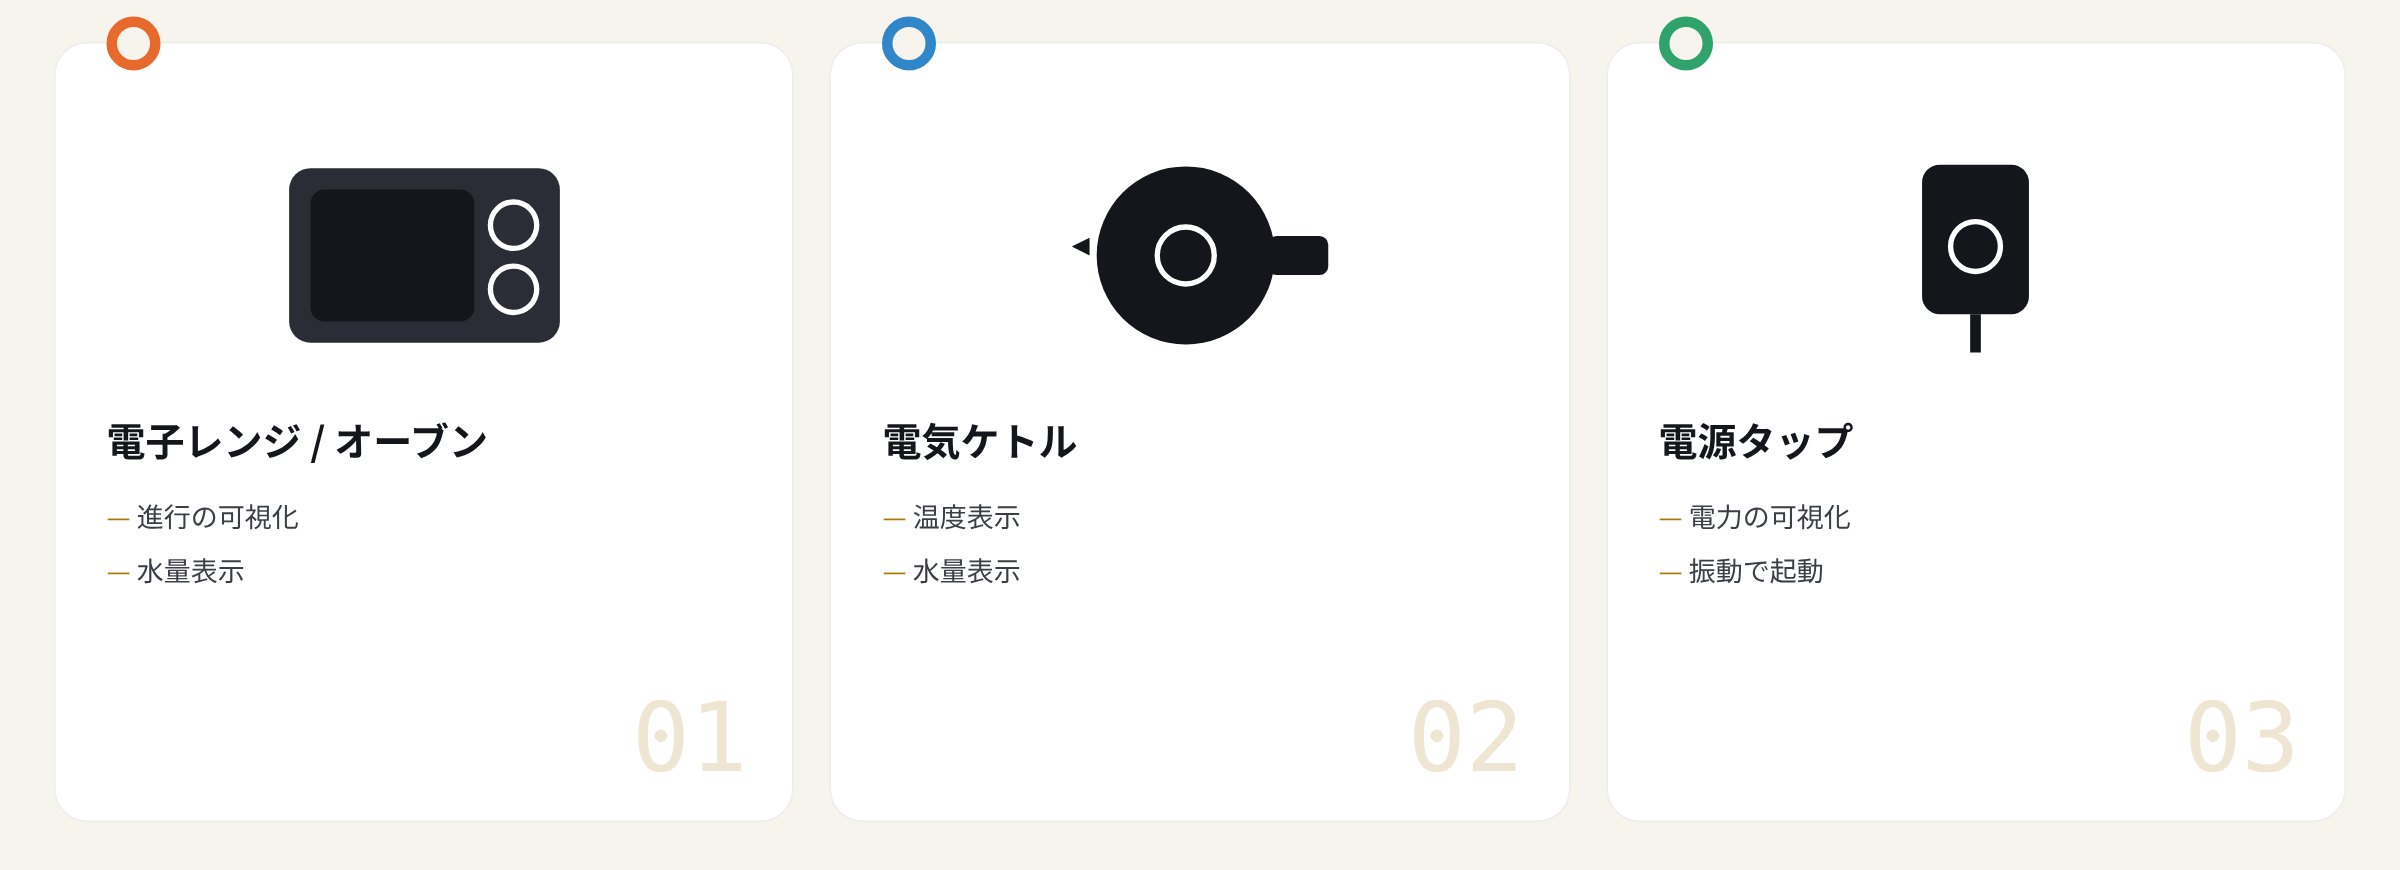 電子レンジ / オーブン
— 進行の可視化
— 水量表示
01
電気ケトル
— 温度表示
— 水量表示
02
電源タップ
— 電力の可視化
— 振動で起動
03